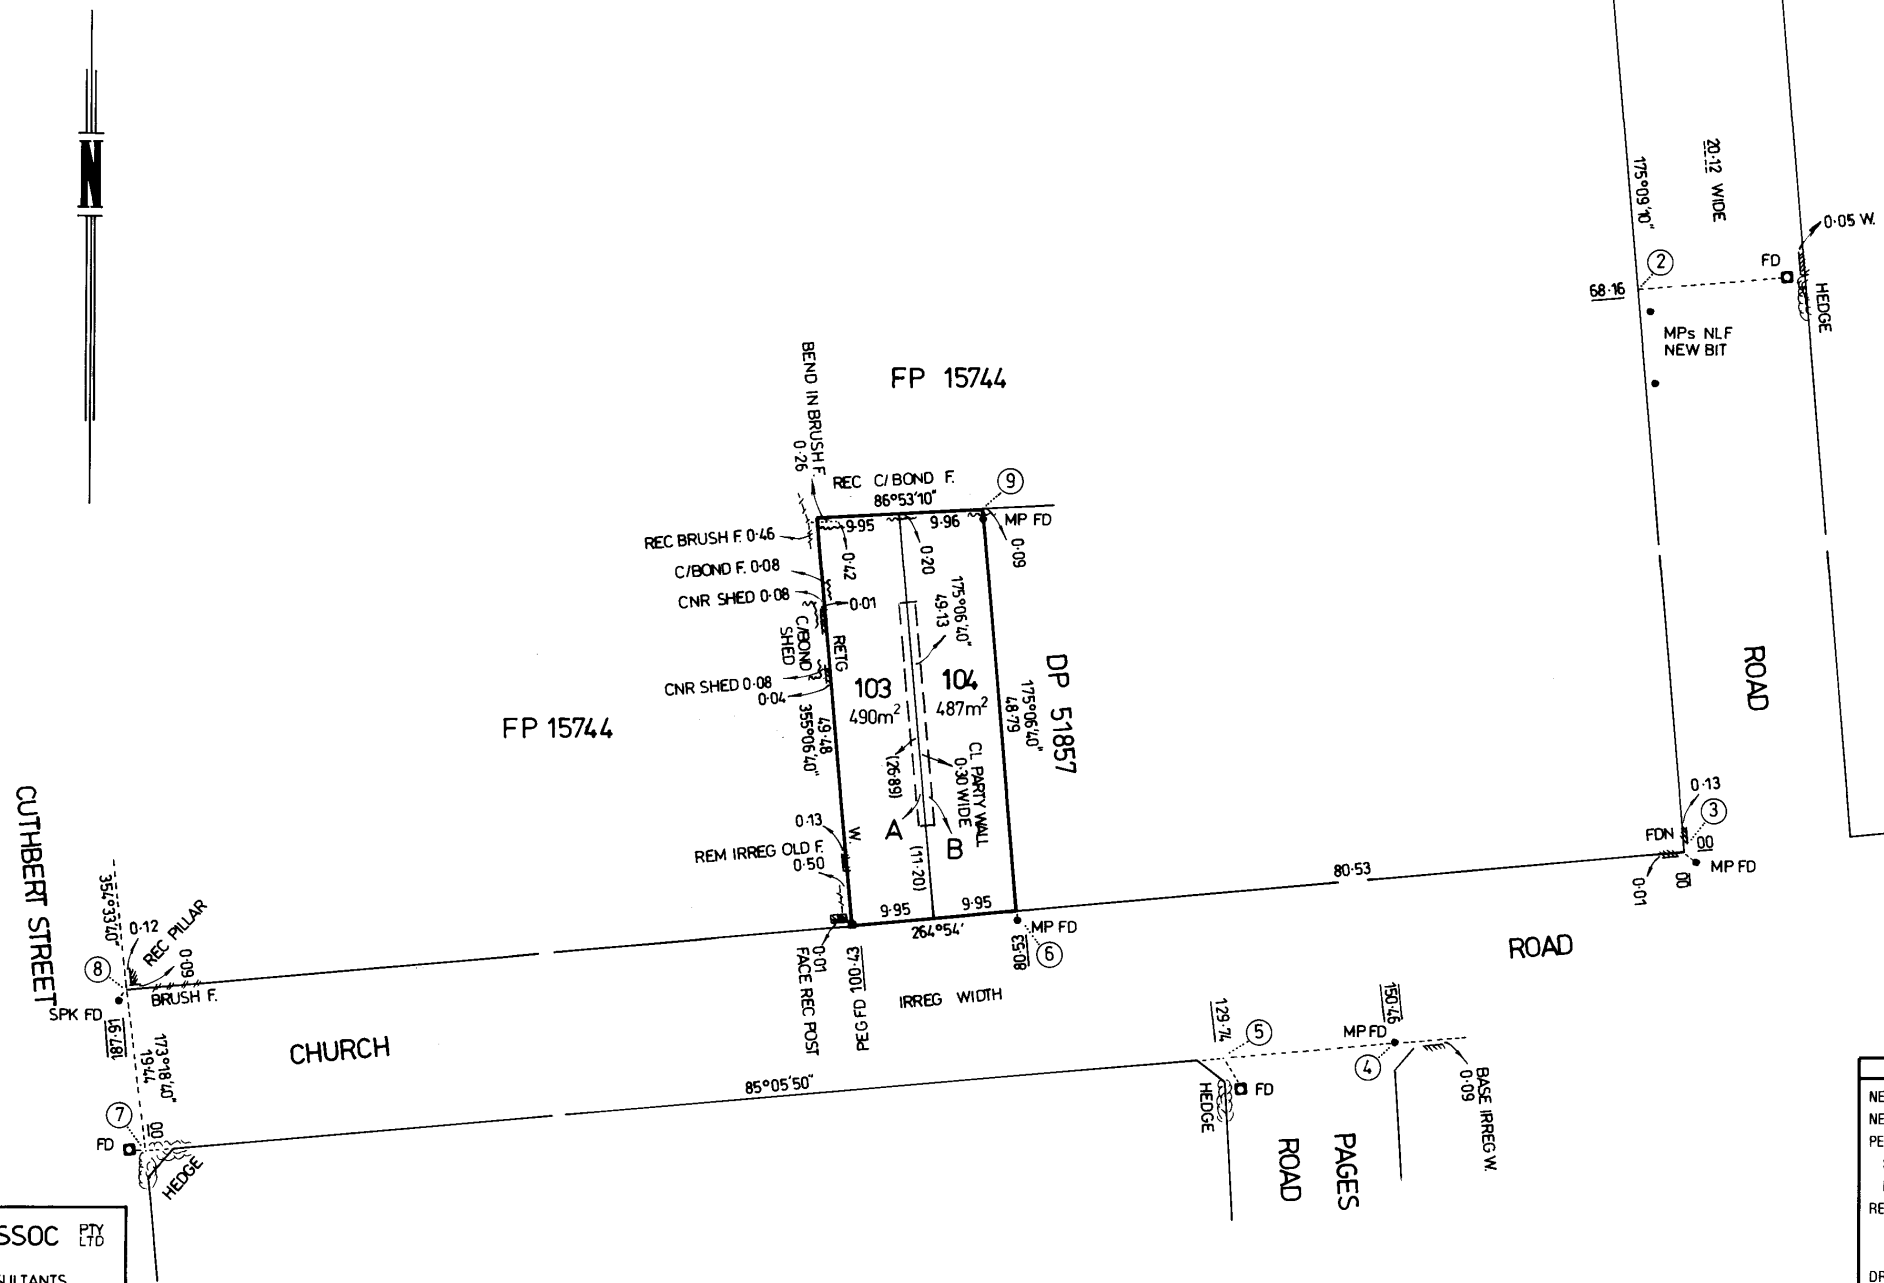 N
20·12 WIDE
175°09'10"
0·05 W.
2
FD
68·16
HEDGE
MPs NLF
NEW BIT
BEND IN BRUSH F.
0·26
FP 15744
REC C/BOND F.
86°53'10"
9
9·95
9·96
MP FD
REC BRUSH F. 0·46
0·42
0·20
0·09
C/BOND F. 0·08
CNR SHED 0·08
0·01
C/BOND
SHED
RETG
175°06'40"
49·13
CNR SHED 0·08
0·04
103
490m²
104
487m²
DP 51857
175°06'40"
48·79
ROAD
FP 15744
49·48
355°06'40"
(26·89)
CL PARTY WALL
0·30 WIDE
CUTHBERT STREET
0·13
W.
A
B
REM IRREG OLD F.
0·50
(11·20)
0·13
3
FDN
00
MP FD
00
0·01
80·53
354°33'40"
0·12
REC PILLAR
0·09
9·95
9·95
264°54'
MP FD
6
80·53
0·01
FACE REC POST
PEG FD 100·43
ROAD
8
BRUSH F.
SPK FD
187·91
173°18'40"
19·44
IRREG WIDTH
CHURCH
129·74
5
150·46
MP FD
4
BASE IRREG W.
0·09
85°05'50"
HEDGE
FD
7
00
FD
HEDGE
PAGES
ROAD
SSOC PTY
LTD
SULTANTS
NE
NE
PE
RE
DR